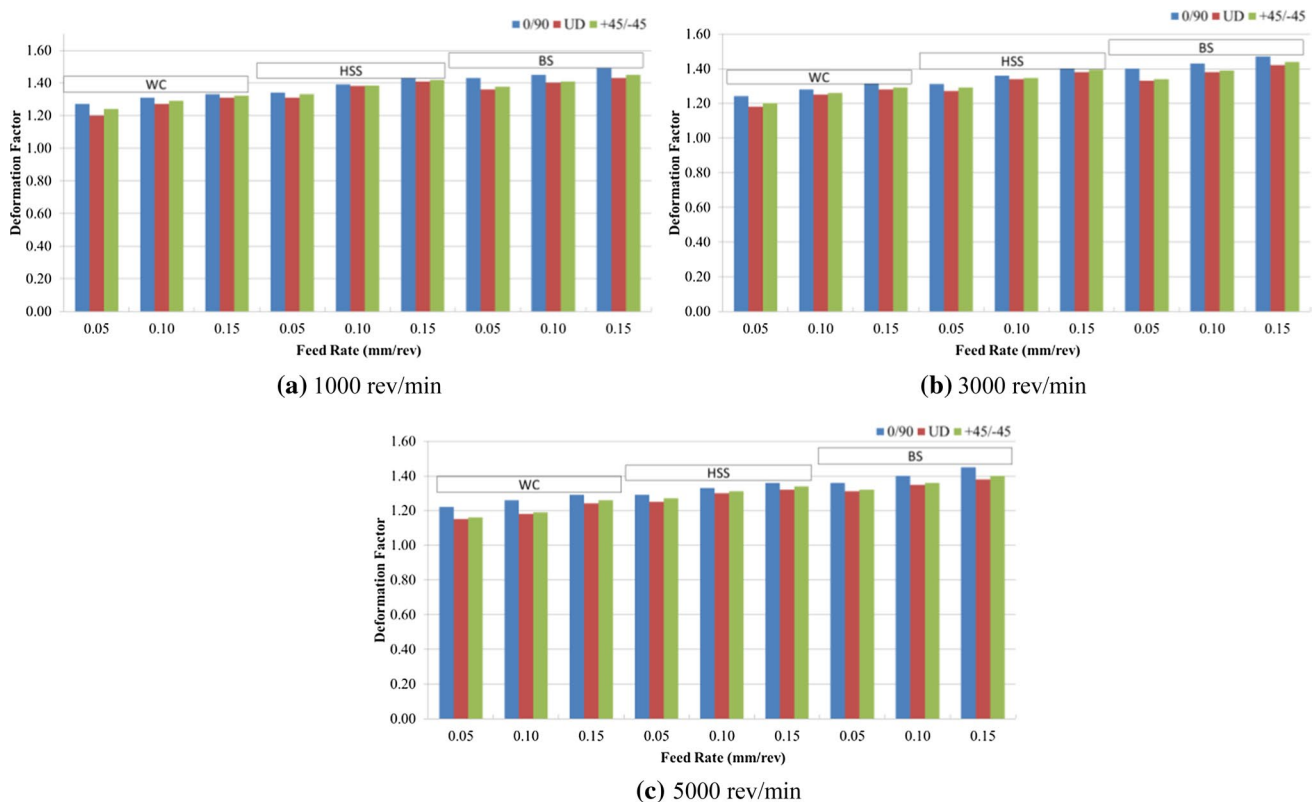 0/90 UD +45/-45
1.60
1.40
1.20
1.00
0.80
0.60
0.40
0.20
0.00
Deformation Factor
WC
HSS
BS
0.05 0.10 0.15 0.05 0.10 0.15 0.05 0.10 0.15
Feed Rate (mm/rev)
(a) 1000 rev/min
0/90 UD +45/-45
1.60
1.40
1.20
1.00
0.80
0.60
0.40
0.20
0.00
Deformation Factor
WC
HSS
BS
0.05 0.10 0.15 0.05 0.10 0.15 0.05 0.10 0.15
Feed Rate (mm/rev)
(b) 3000 rev/min
0/90 UD +45/-45
1.60
1.40
1.20
1.00
0.80
0.60
0.40
0.20
0.00
Deformation Factor
WC
HSS
BS
0.05 0.10 0.15 0.05 0.10 0.15 0.05 0.10 0.15
Feed Rate (mm/rev)
(c) 5000 rev/min